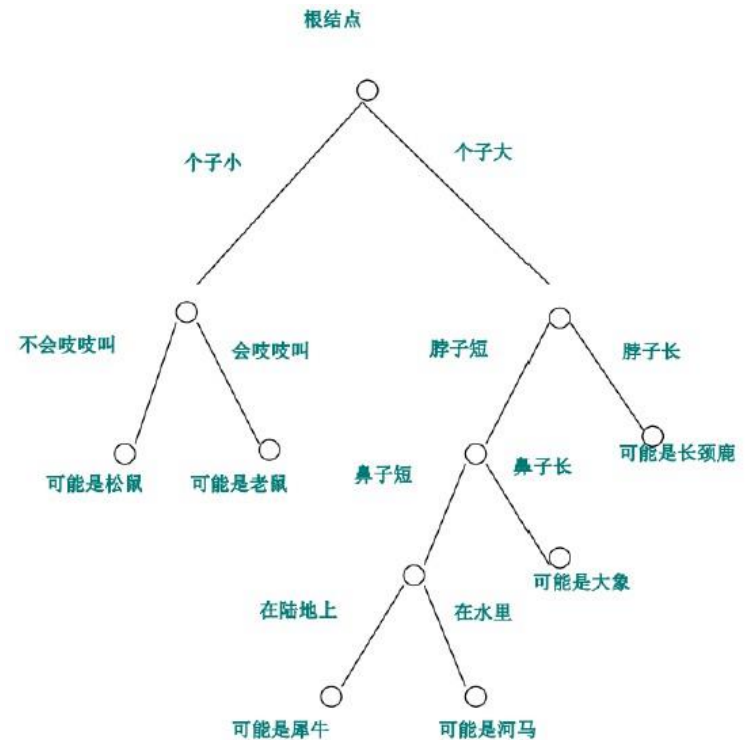 根结点
个子小
个子大
不会吱吱叫
会吱吱叫
脖子短
脖子长
可能是松鼠
可能是老鼠
鼻子短
鼻子长
可能是长颈鹿
可能是大象
在陆地上
在水里
可能是犀牛
可能是河马